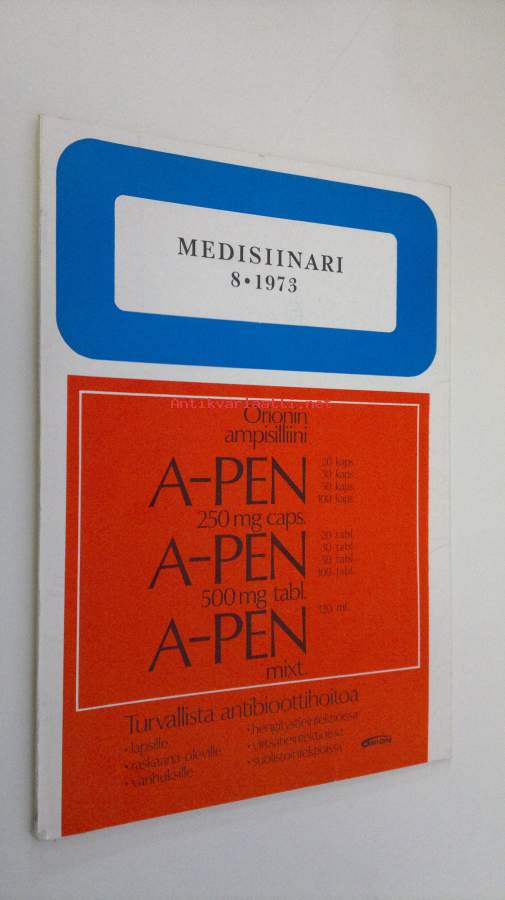 MEDISIINARI
8•1973
Antikvariaatti.net
Orionin
ampisilliini
A-PEN
20 kaps.
30 kaps.
50 kaps.
100 kaps.
250 mg caps.
A-PEN
20 tabl.
30 tabl.
50 tabl.
100 tabl.
500 mg tabl.
A-PEN
120 ml.
mixt.
Turvallista antibioottihoitoa
•lapsille
•raskaana oleville
•vanhuksille
•hengitystieinfektioissa
•virtsatieinfektioissa
•suolistoinfektioissa
ORION